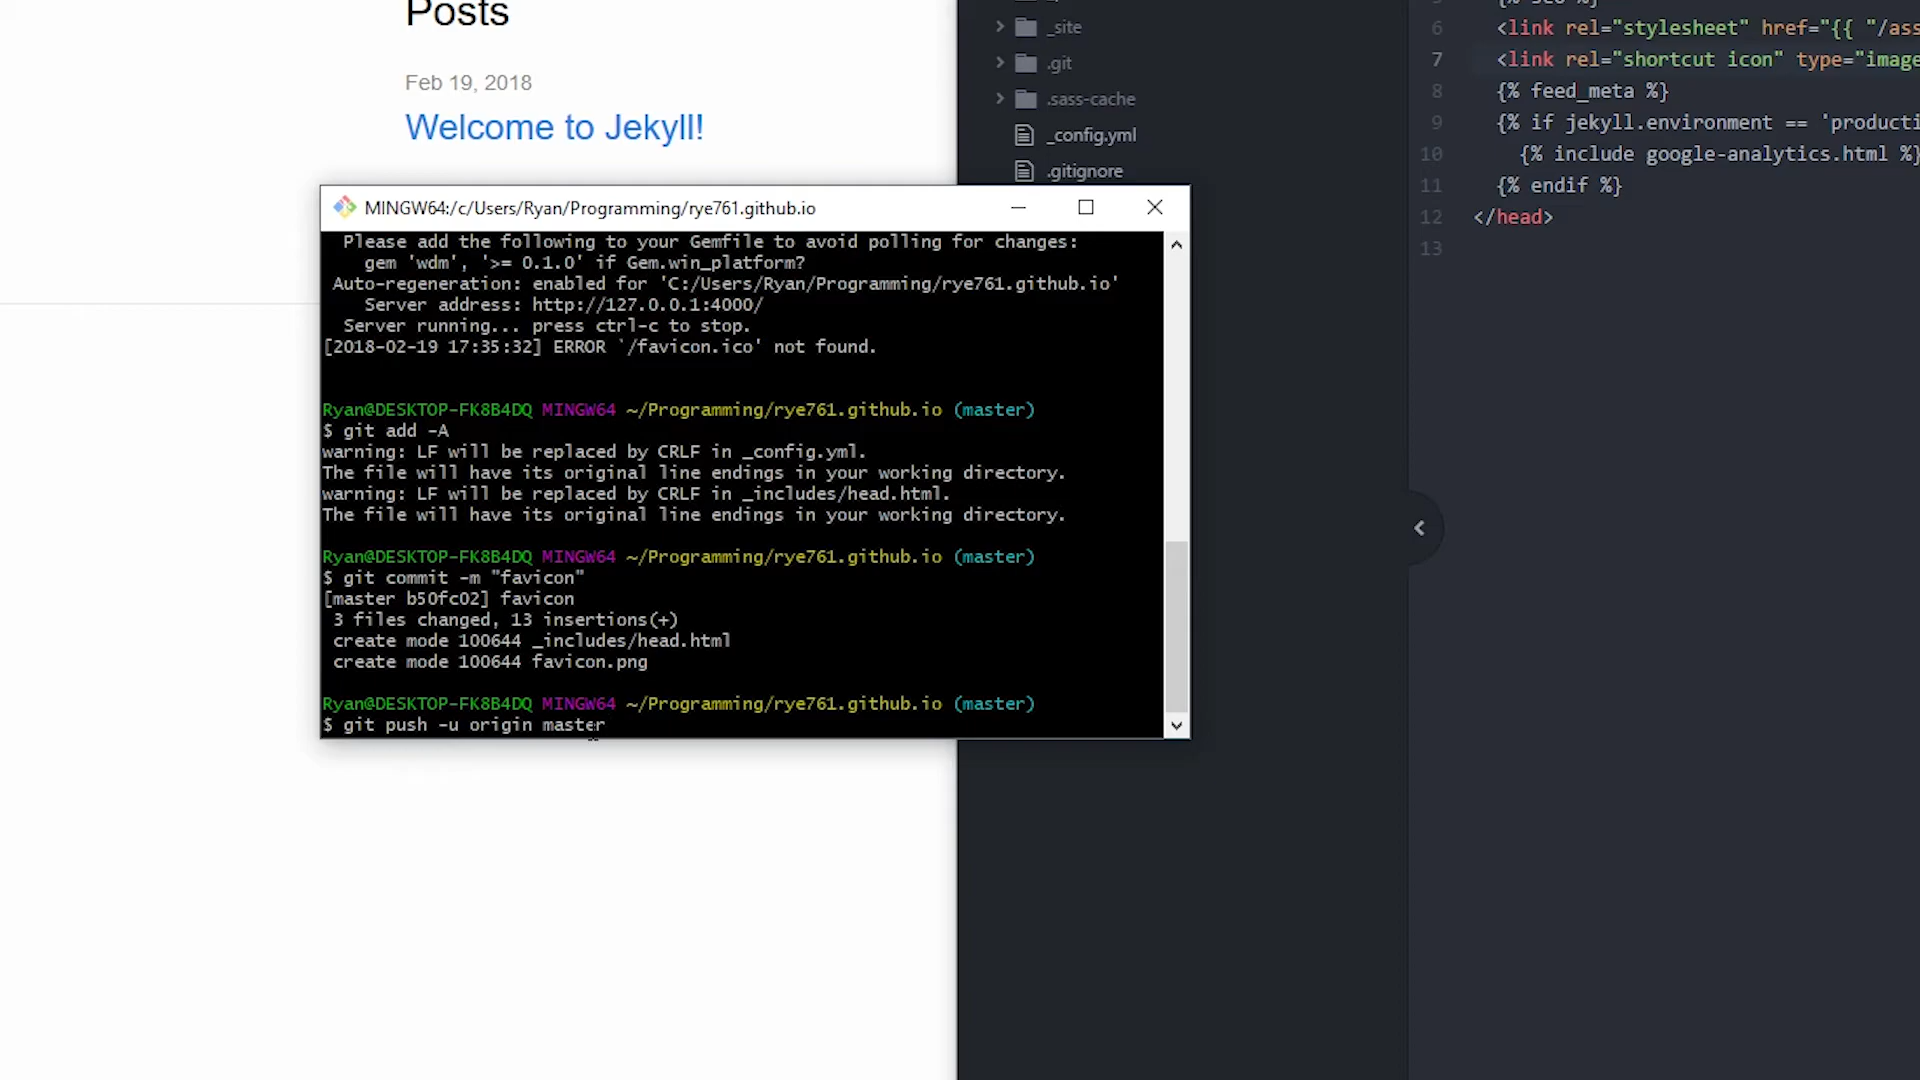 Posts
Feb 19, 2018
Welcome to Jekyll!
_site
.git
.sass-cache
_config.yml
.gitignore
6 <link rel="stylesheet" href="{{ "/ass
7 <link rel="shortcut icon" type="image
8 {% feed_meta %}
9 {% if jekyll.environment == 'producti
10 {% include google-analytics.html %}
11 {% endif %}
12 </head>
13
MINGW64:/c/Users/Ryan/Programming/rye761.github.io
Please add the following to your Gemfile to avoid polling for changes:
gem 'wdm', '>= 0.1.0' if Gem.win_platform?
Auto-regeneration: enabled for 'C:/Users/Ryan/Programming/rye761.github.io'
Server address: http://127.0.0.1:4000/
Server running... press ctrl-c to stop.
[2018-02-19 17:35:32] ERROR `/favicon.ico' not found.
Ryan@DESKTOP-FK8B4DQ MINGW64 ~/Programming/rye761.github.io (master)
$ git add -A
warning: LF will be replaced by CRLF in _config.yml.
The file will have its original line endings in your working directory.
warning: LF will be replaced by CRLF in _includes/head.html.
The file will have its original line endings in your working directory.
Ryan@DESKTOP-FK8B4DQ MINGW64 ~/Programming/rye761.github.io (master)
$ git commit -m "favicon"
[master b50fc02] favicon
3 files changed, 13 insertions(+)
create mode 100644 _includes/head.html
create mode 100644 favicon.png
Ryan@DESKTOP-FK8B4DQ MINGW64 ~/Programming/rye761.github.io (master)
$ git push -u origin master